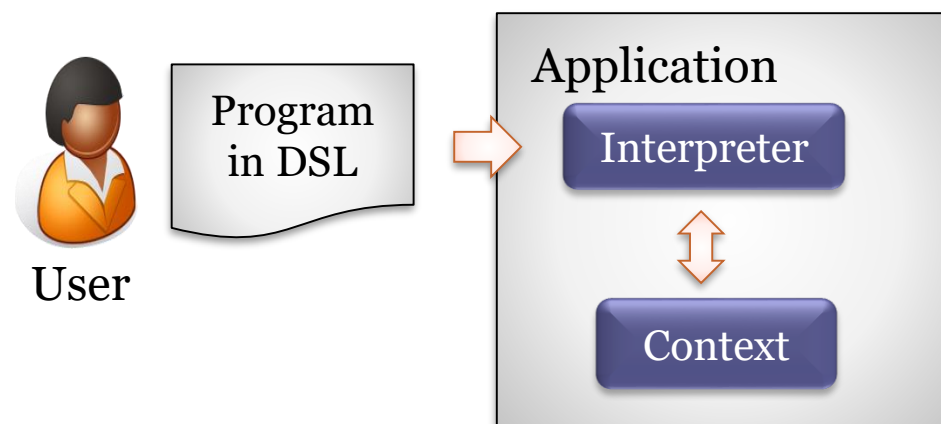 Program
in DSL
User
Application
Interpreter
Context